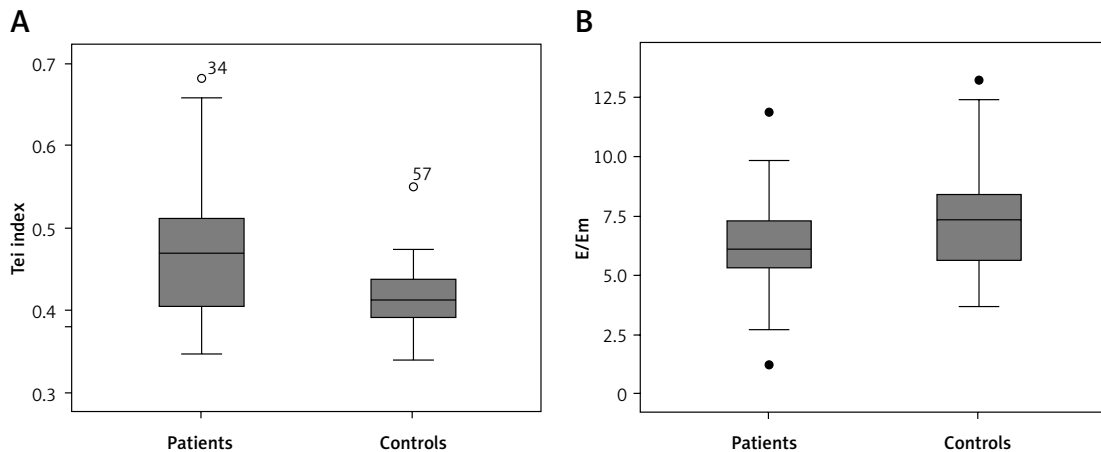 A
Tei index
0.7
0.6
0.5
0.4
0.3
34
57
Patients Controls
B
E/Em
12.5
10.0
7.5
5.0
2.5
0
Patients Controls